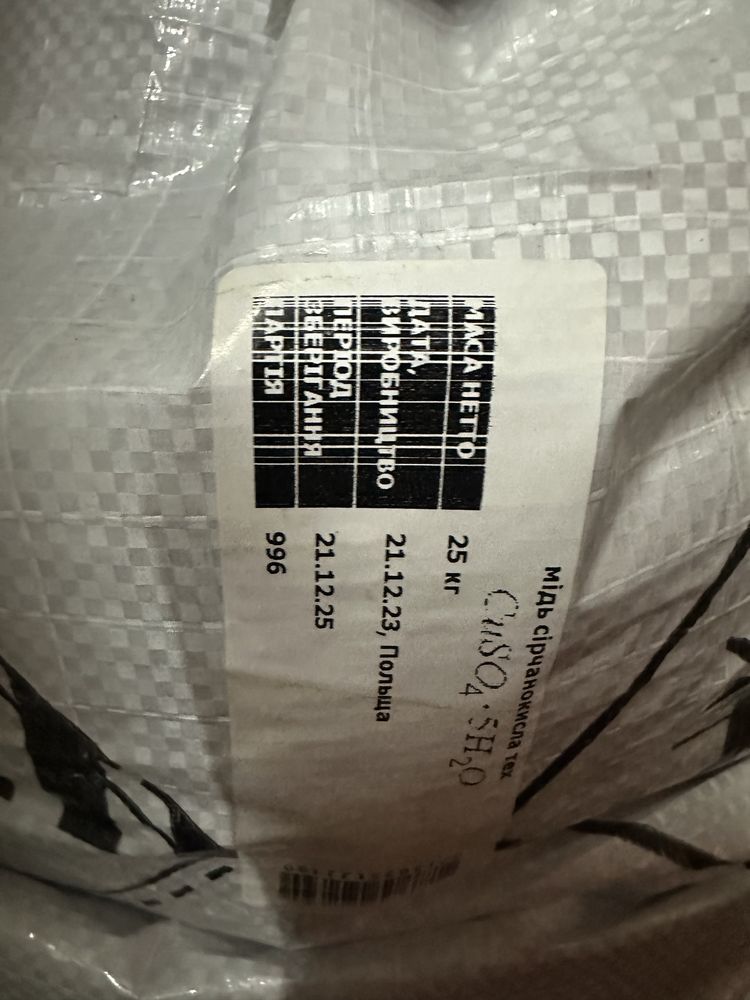 мідь сірчанокисла тех
CuSO₄·5H₂O
МАСА НЕТТО 25 кг
ДАТА, ВИРОБНИЦТВО 21.12.23, Польща
ПЕРІОД ЗБЕРІГАННЯ 21.12.25
ПАРТІЯ 996